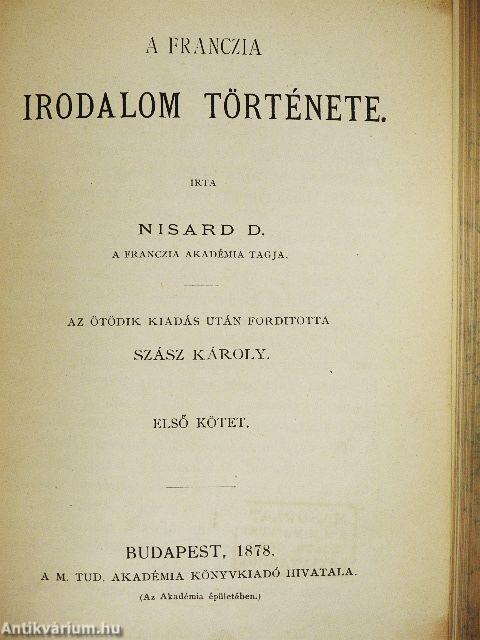 A FRANCZIA
IRODALOM TÖRTÉNETE.
IRTA
NISARD D.
A FRANCZIA AKADÉMIA TAGJA.
AZ ÖTÖDIK KIADÁS UTÁN FORDITOTTA
SZÁSZ KÁROLY.
ELSŐ KÖTET.
BUDAPEST, 1878.
A M. TUD. AKADÉMIA KÖNYVKIADÓ HIVATALA.
(Az Akadémia épületében.)
Antikvárium.hu